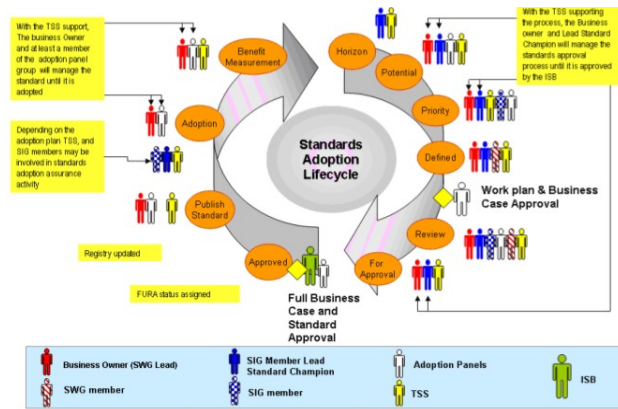 With the TSS support,
The business Owner
and at least a member
of the adoption panel
group will manage the
standard until it is
adopted
Depending on the
adoption plan TSS, and
SIG members may be
involved in standards
adoption assurance
activity
Registry updated
FURA status assigned
Benefit
Measurement
Adoption
Publish
Standard
Approved
Standards
Adoption
Lifecycle
Horizon
Potential
Priority
Defined
Review
For
Approval
With the TSS supporting
the process, the Business
owner and Lead Standard
Champion will manage the
standards approval
process until it is approved
by the ISB
Work plan & Business
Case Approval
Full Business
Case and
Standard
Approval
Business Owner (SWG Lead)
SWG member
SIG Member Lead
Standard Champion
SIG member
Adoption Panels
TSS
ISB